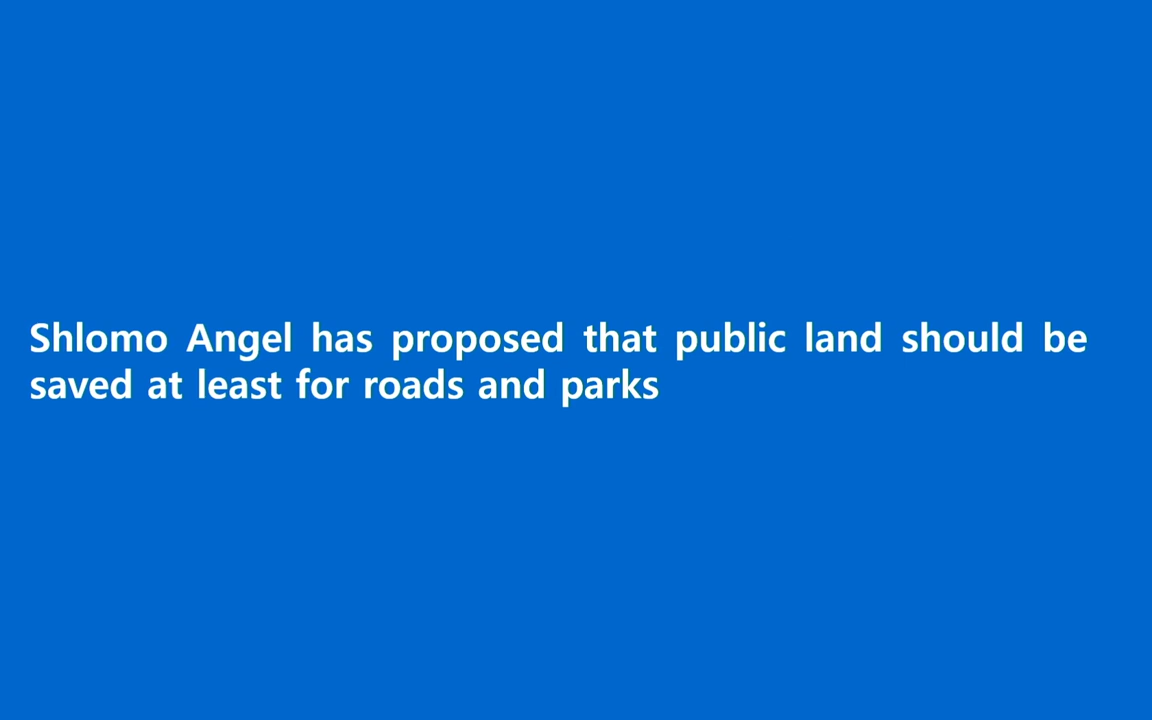 Shlomo Angel has proposed that public land should be
saved at least for roads and parks